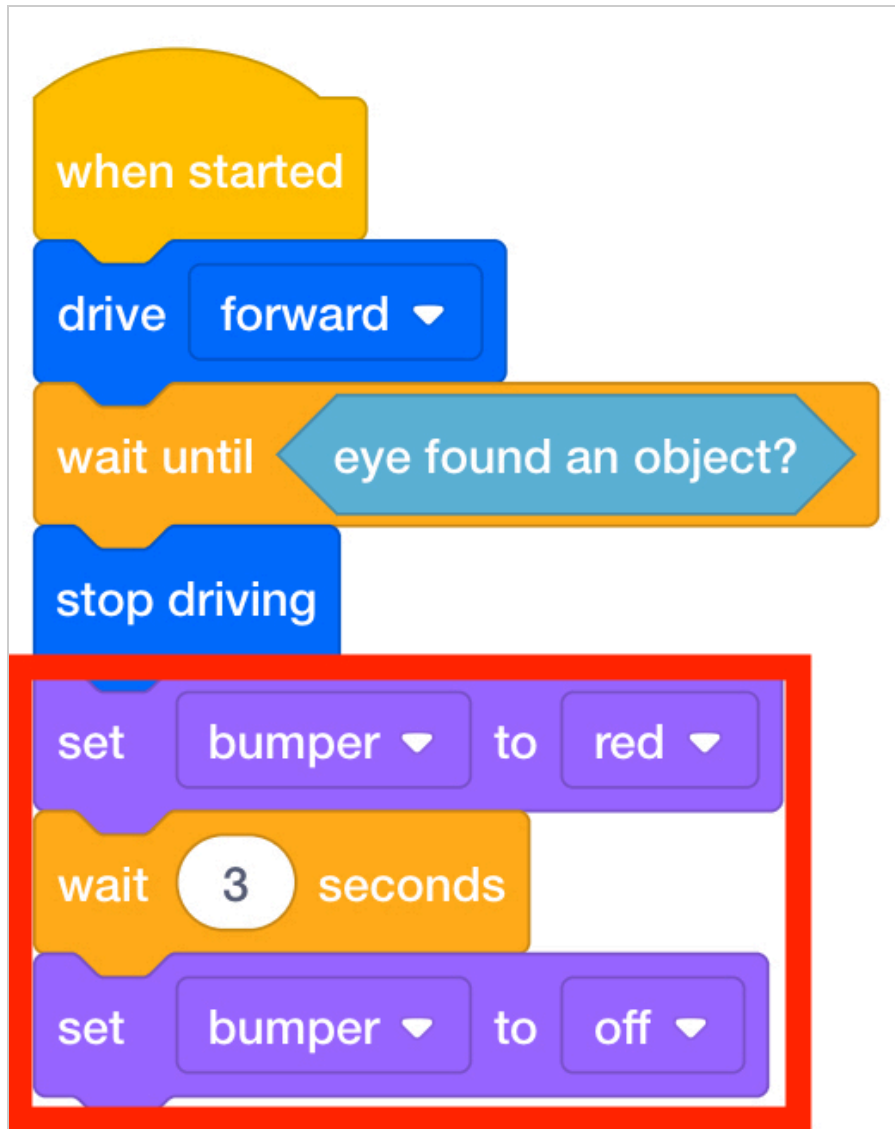 when started
drive forward
wait until eye found an object?
stop driving
set bumper to red
wait 3 seconds
set bumper to off